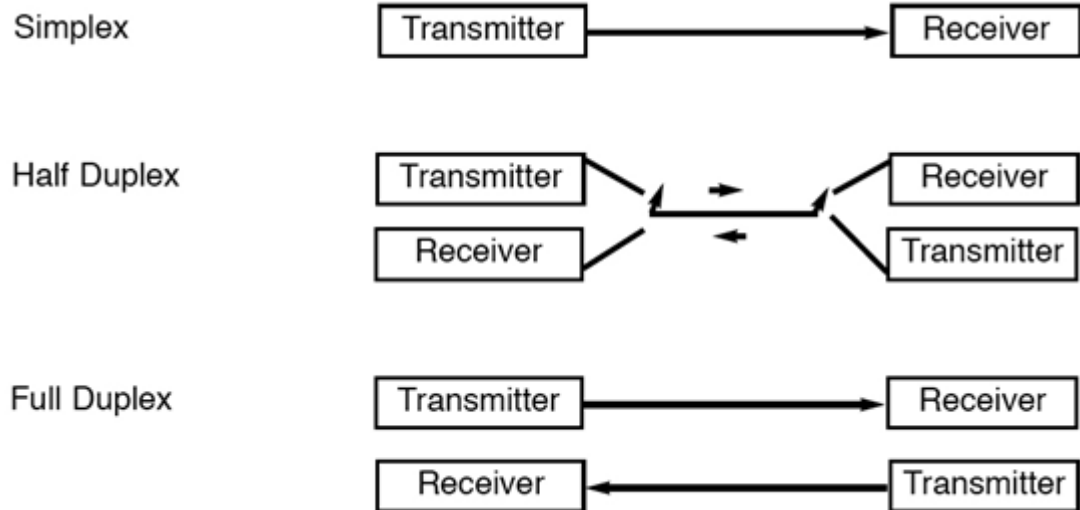 Simplex Transmitter Receiver
Half Duplex Transmitter Receiver
Receiver Transmitter
Full Duplex Transmitter Receiver
Receiver Transmitter